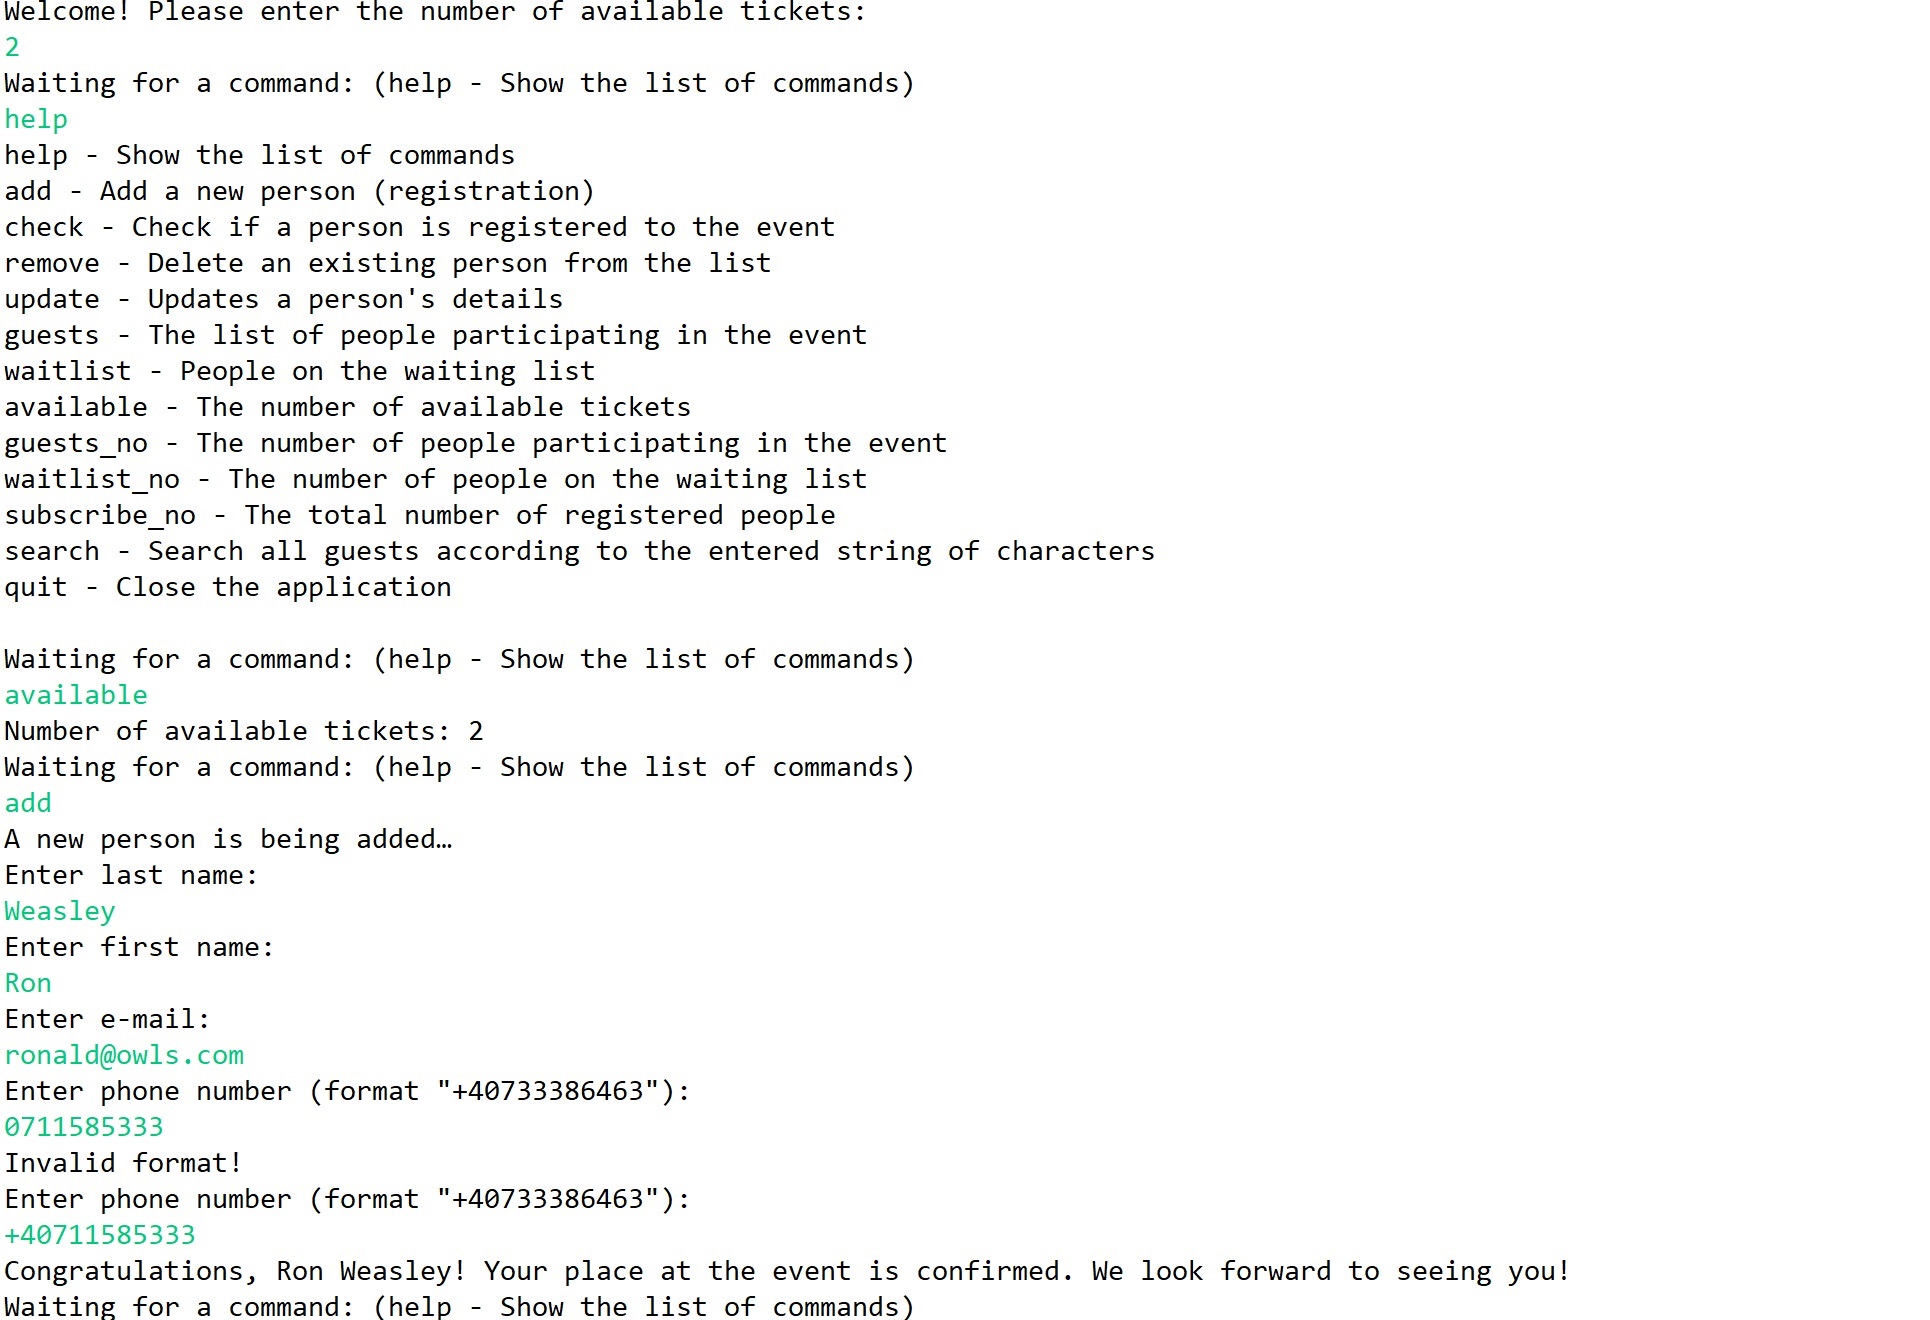 Welcome! Please enter the number of available tickets:
2
Waiting for a command: (help - Show the list of commands)
help
help - Show the list of commands
add - Add a new person (registration)
check - Check if a person is registered to the event
remove - Delete an existing person from the list
update - Updates a person's details
guests - The list of people participating in the event
waitlist - People on the waiting list
available - The number of available tickets
guests_no - The number of people participating in the event
waitlist_no - The number of people on the waiting list
subscribe_no - The total number of registered people
search - Search all guests according to the entered string of characters
quit - Close the application

Waiting for a command: (help - Show the list of commands)
available
Number of available tickets: 2
Waiting for a command: (help - Show the list of commands)
add
A new person is being added…
Enter last name:
Weasley
Enter first name:
Ron
Enter e-mail:
ronald@owls.com
Enter phone number (format "+40733386463"):
0711585333
Invalid format!
Enter phone number (format "+40733386463"):
+40711585333
Congratulations, Ron Weasley! Your place at the event is confirmed. We look forward to seeing you!
Waiting for a command: (help - Show the list of commands)